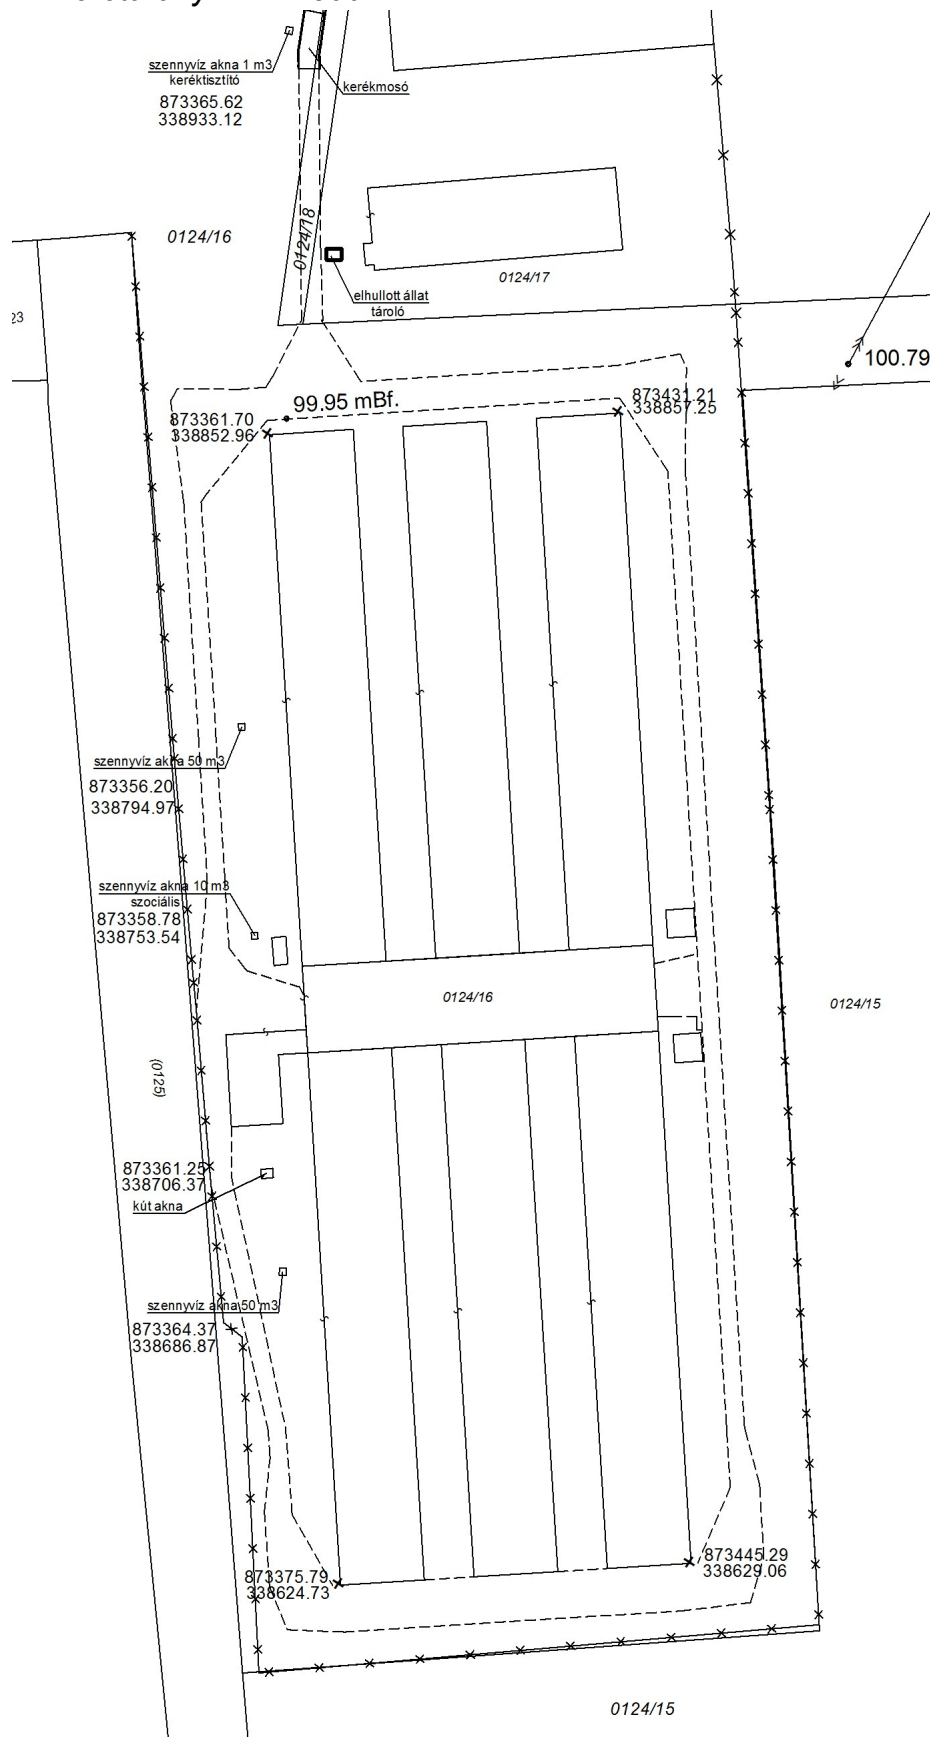 szennyvíz akna 1 m3
keréktisztító
873365.62
338933.12
kerékmosó
0124/16
0124/18
0124/17
elhullott állat
tároló
23
100.79
99.95 mBf.
873361.70
338852.96
873431.21
338857.25
szennyvíz akna 50 m3
873356.20
338794.97
szennyvíz akna 10 m3
szociális
873358.78
338753.54
0124/16
0124/15
(0125)
873361.25
338706.37
kút akna
szennyvíz akna 50 m3
873364.37
338686.87
873375.79
338624.73
873445.29
338629.06
0124/15